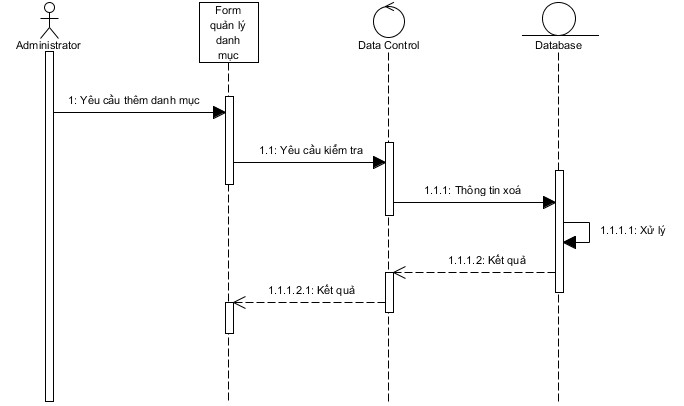 Form
quản lý
danh
mục
Administrator
Data Control
Database
1: Yêu cầu thêm danh mục
1.1: Yêu cầu kiểm tra
1.1.1: Thông tin xoá
1.1.1.1: Xử lý
1.1.1.2: Kết quả
1.1.1.2.1: Kết quả